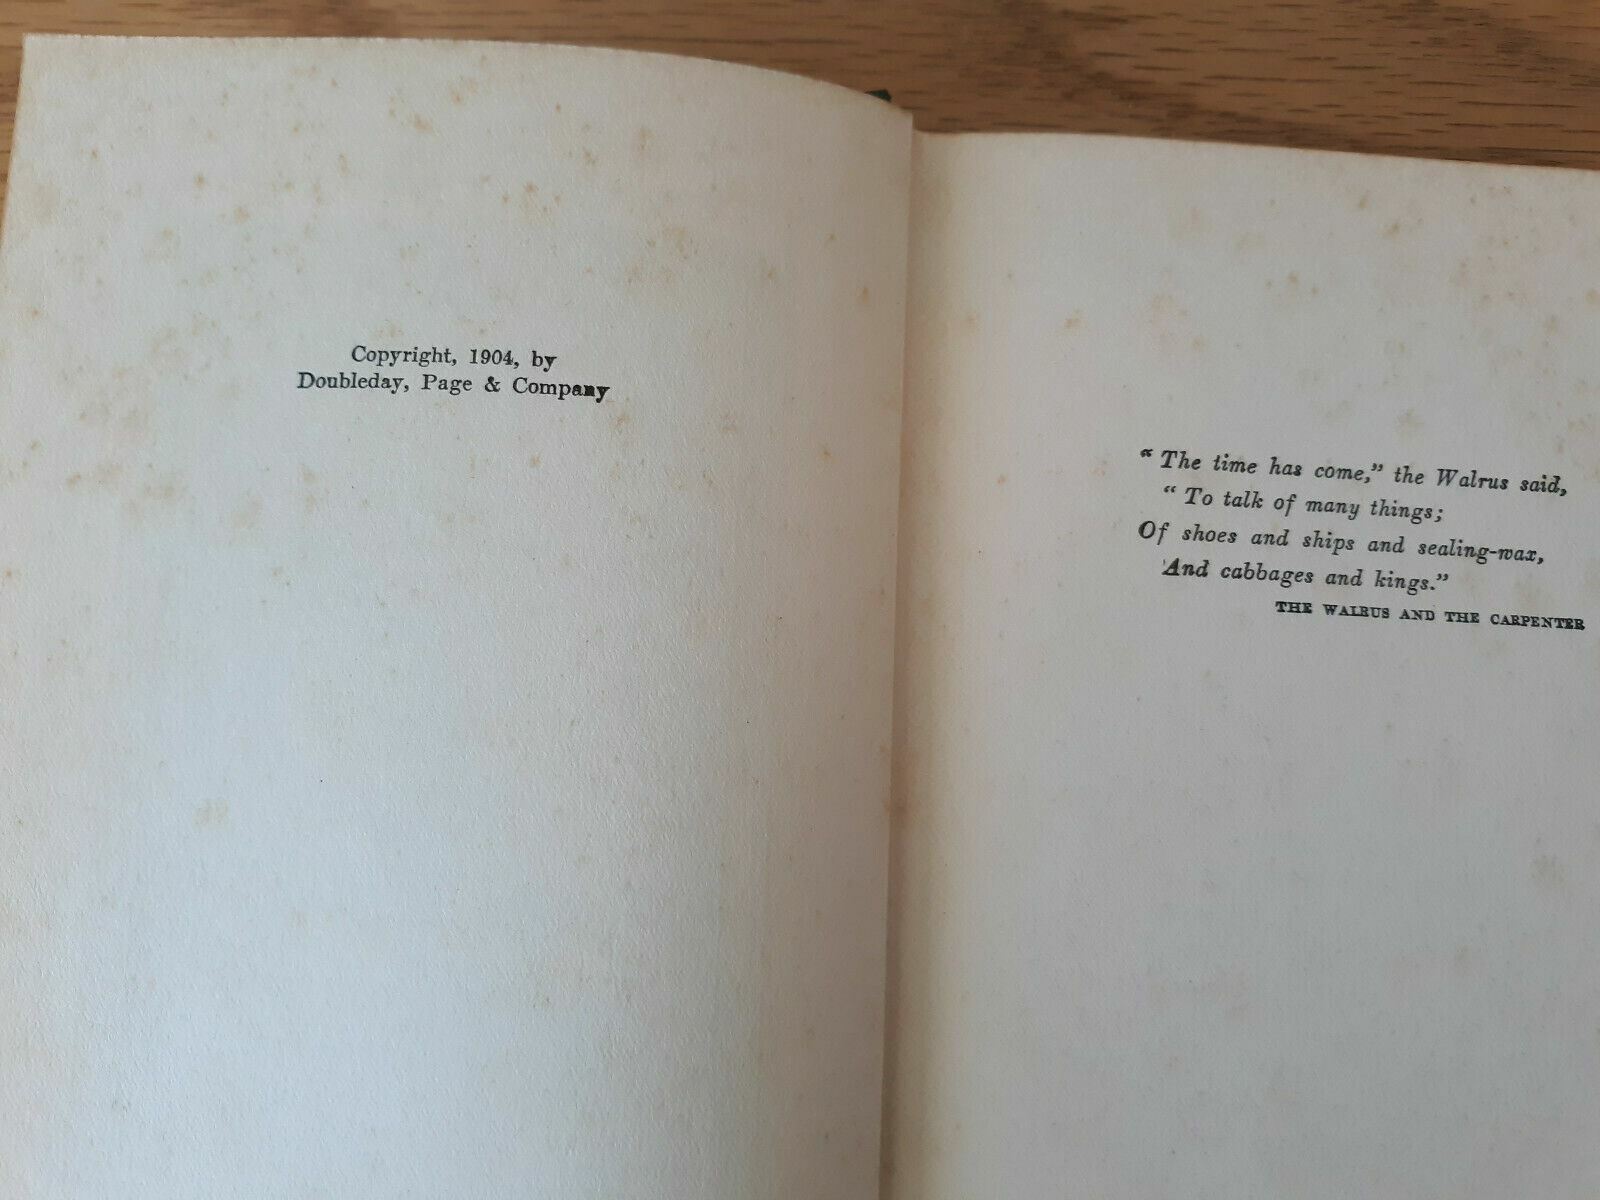 Copyright, 1904, by
Doubleday, Page & Company
“ The time has come,” the Walrus said,
“ To talk of many things;
Of shoes and ships and sealing-wax,
And cabbages and kings.”
THE WALRUS AND THE CARPENTER